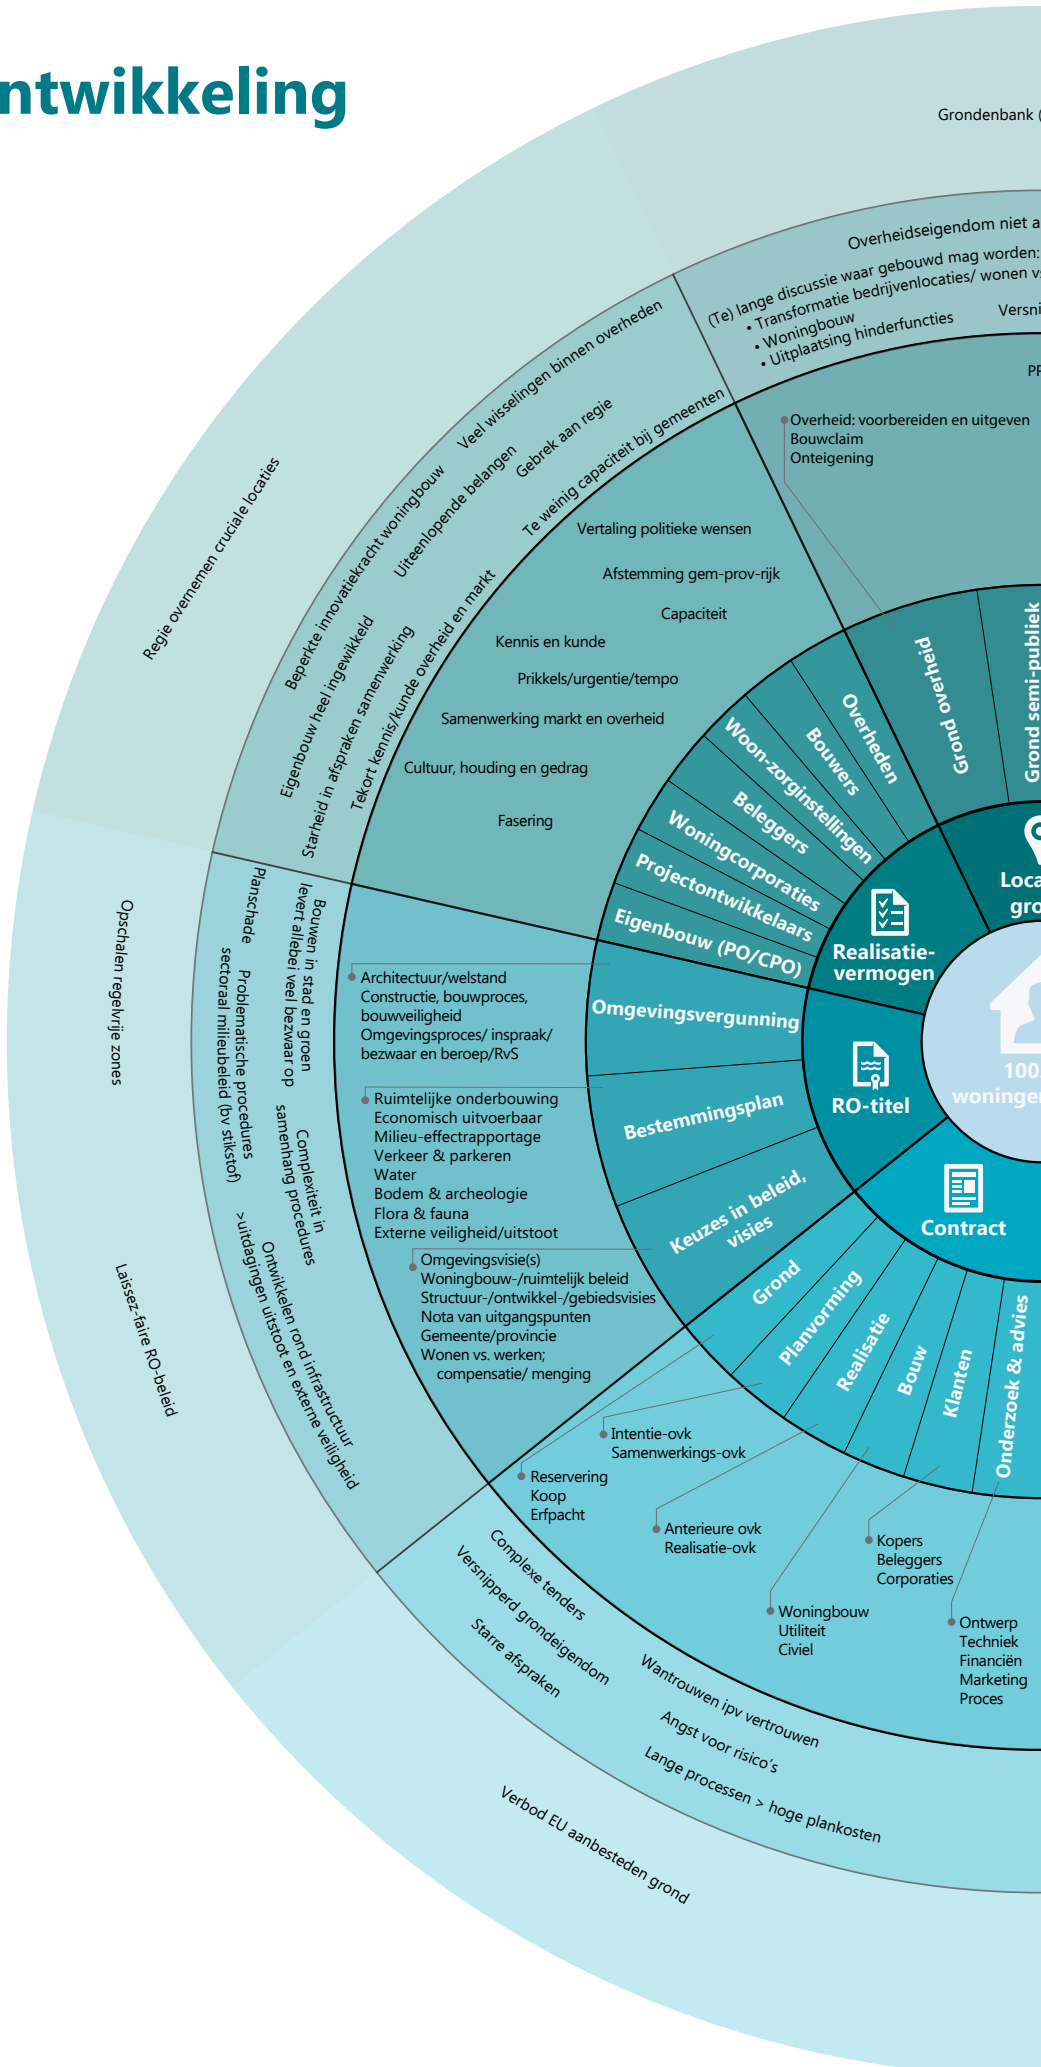 ntwikkeling
Grondenbank (
Overheidseigendom niet a
(Te) lange discussie waar gebouwd mag worden:
• Transformatie bedrijvenlocaties/ wonen vs
• Woningbouw
• Uitplaatsing hinderfuncties
Versni
PP
Overheid: voorbereiden en uitgeven
Bouwclaim
Onteigening
Grond overheid
Grond semi-publiek
Loca
gro
Regie overnemen cruciale locaties
Veel wisselingen binnen overheden
Gebrek aan regie
Te weinig capaciteit bij gemeenten
Beperkte innovatiekracht woningbouw
Uiteenlopende belangen
Eigenbouw heel ingewikkeld
Starheid in afspraken samenwerking
Tekort kennis/kunde overheid en markt
Vertaling politieke wensen
Afstemming gem-prov-rijk
Capaciteit
Kennis en kunde
Prikkels/urgentie/tempo
Samenwerking markt en overheid
Cultuur, houding en gedrag
Fasering
Overheden
Bouwers
Woon-zorginstellingen
Beleggers
Woningcorporaties
Projectontwikkelaars
Eigenbouw (PO/CPO)
Realisatie-
vermogen
100.
woningen
Opschalen regelvrije zones
Laissez-faire RO-beleid
Planschade
Bouwen in stad en groen
levert allebei veel bezwaar op
Problematische procedures
sectoraal milieubeleid (bv stikstof)
Complexiteit in
samenhang procedures
Ontwikkelen rond infrastructuur
>uitdagingen uitstoot en externe veiligheid
Architectuur/welstand
Constructie, bouwproces,
bouwveiligheid
Omgevingsproces/ inspraak/
bezwaar en beroep/RvS
Ruimtelijke onderbouwing
Economisch uitvoerbaar
Milieu-effectrapportage
Verkeer & parkeren
Water
Bodem & archeologie
Flora & fauna
Externe veiligheid/uitstoot
Omgevingsvisie(s)
Woningbouw-/ruimtelijk beleid
Structuur-/ontwikkel-/gebiedsvisies
Nota van uitgangspunten
Gemeente/provincie
Wonen vs. werken;
compensatie/ menging
Omgevingsvergunning
Bestemmingsplan
Keuzes in beleid,
visies
RO-titel
Contract
Grond
Planvorming
Realisatie
Bouw
Klanten
Onderzoek & advies
Intentie-ovk
Samenwerkings-ovk
Reservering
Koop
Erfpacht
Anterieure ovk
Realisatie-ovk
Kopers
Beleggers
Corporaties
Woningbouw
Utiliteit
Civiel
Ontwerp
Techniek
Financiën
Marketing
Proces
Complexe tenders
Versnipperd grondeigendom
Starre afspraken
Wantrouwen ipv vertrouwen
Angst voor risico's
Lange processen > hoge plankosten
Verbod EU aanbesteden grond